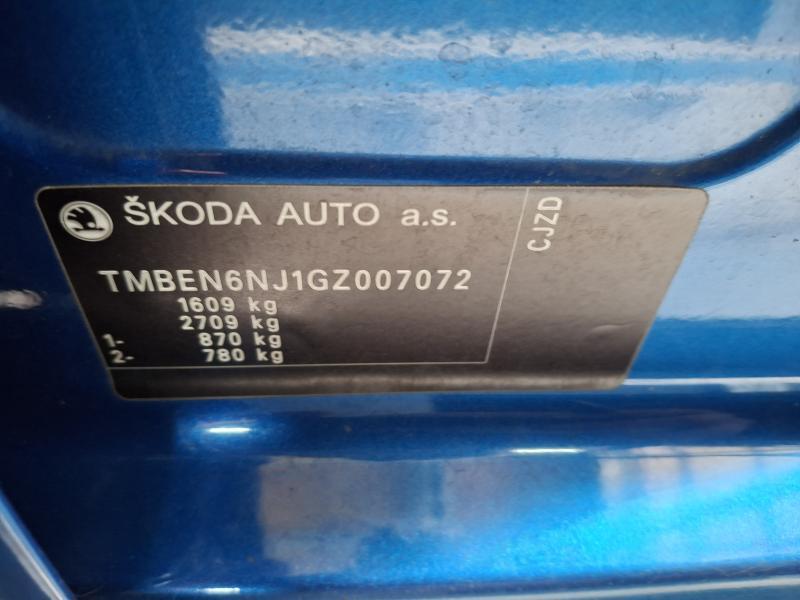 ŠKODA AUTO a.s.
CJZD
TMBEN6NJ1GZ007072
1609 kg
2709 kg
1- 870 kg
2- 780 kg